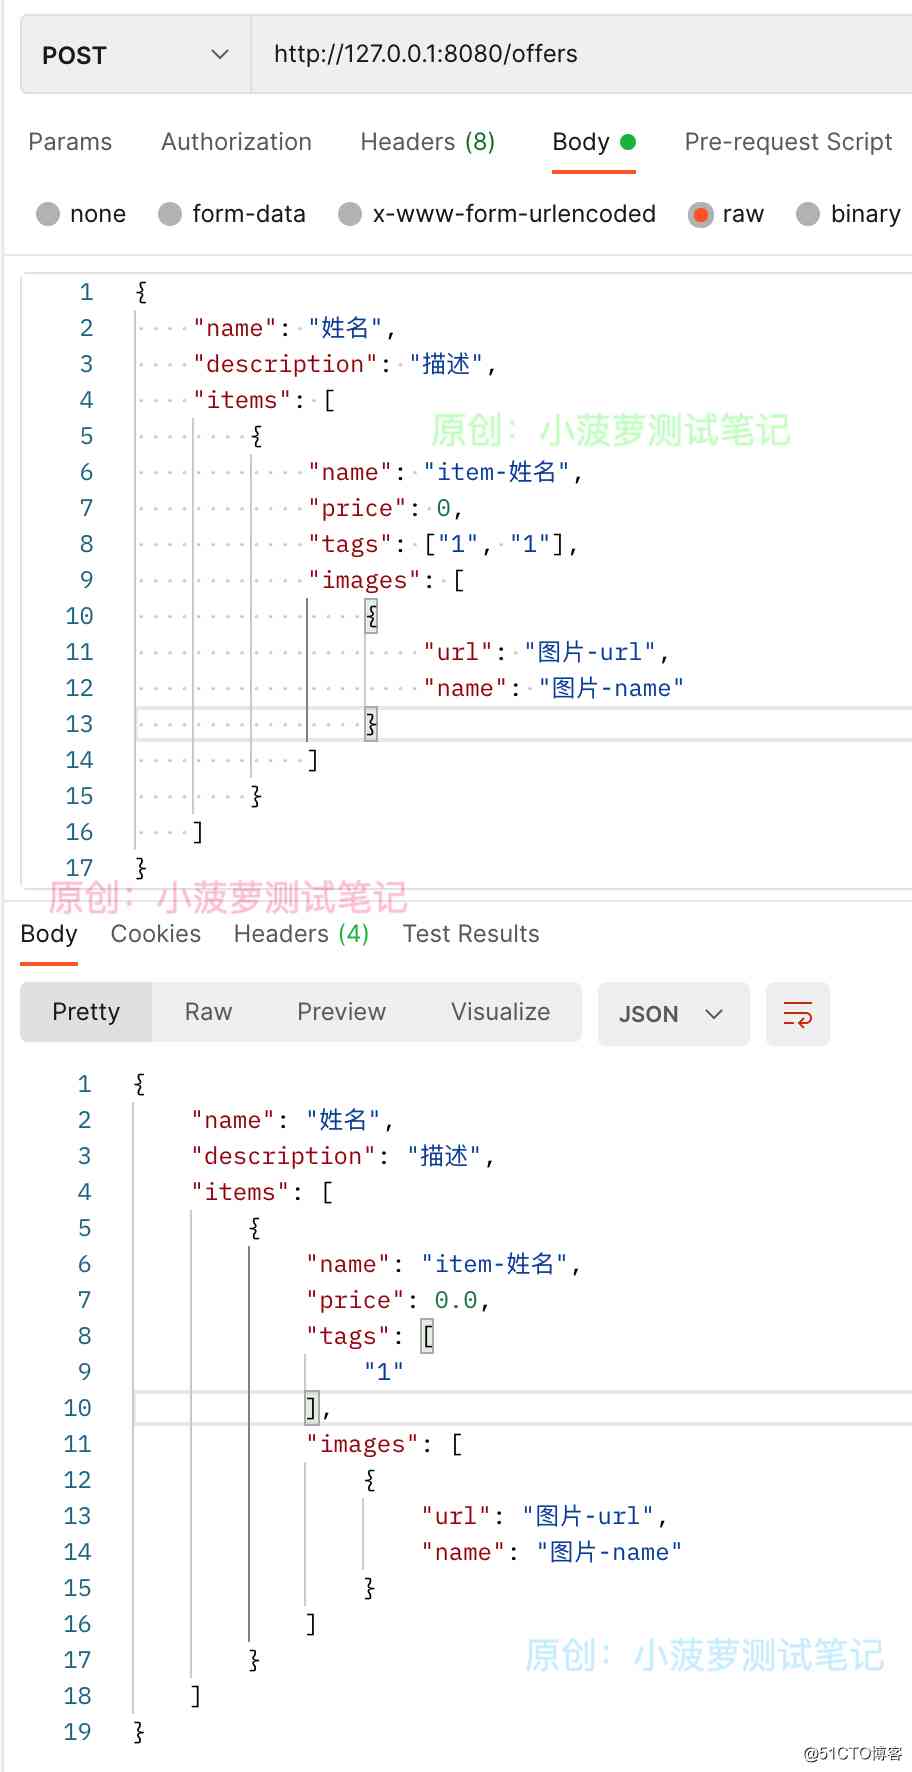 POST http://127.0.0.1:8080/offers
Params Authorization Headers (8) Body Pre-request Script
none form-data x-www-form-urlencoded raw binary
1 {
2 "name": "姓名",
3 "description": "描述",
4 "items": [
原创：小菠萝测试笔记
5 {
6 "name": "item-姓名",
7 "price": 0,
8 "tags": ["1", "1"],
9 "images": [
10 {
11 "url": "图片-url",
12 "name": "图片-name"
13 }
14 ]
15 }
16 ]
17 }
原创：小菠萝测试笔记
Body Cookies Headers (4) Test Results
Pretty Raw Preview Visualize JSON
1 {
2 "name": "姓名",
3 "description": "描述",
4 "items": [
5 {
6 "name": "item-姓名",
7 "price": 0.0,
8 "tags": [
9 "1"
10 ],
11 "images": [
12 {
13 "url": "图片-url",
14 "name": "图片-name"
15 }
16 ]
17 }
原创：小菠萝测试笔记
18 ]
19 }
@51CTO博客